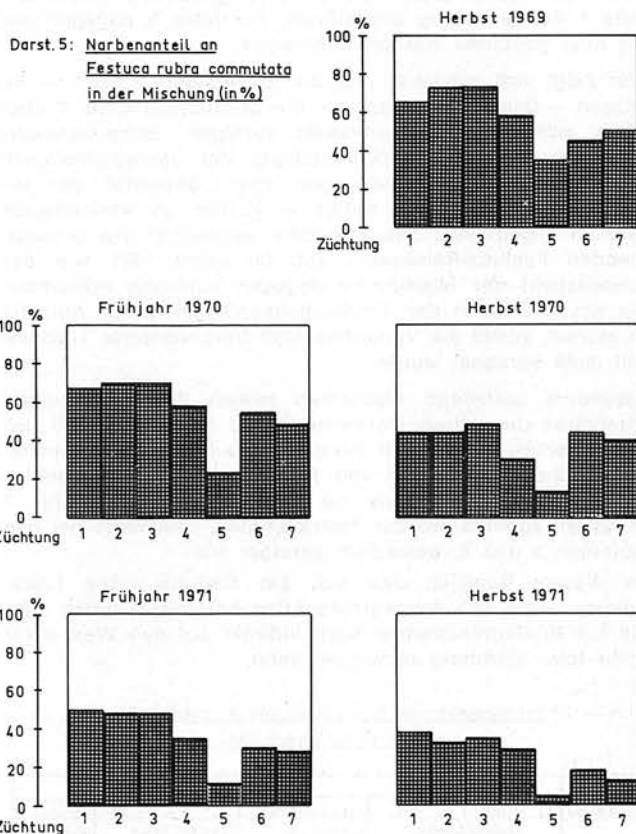 Darst. 5: Narbenanteil an
Festuca rubra commutata
in der Mischung (in %)
Herbst 1969
%
100
80
60
40
20
0
Züchtung 1 2 3 4 5 6 7
Frühjahr 1970
%
100
80
60
40
20
0
Züchtung 1 2 3 4 5 6 7
Herbst 1970
1 2 3 4 5 6 7
Frühjahr 1971
%
100
80
60
40
20
0
Züchtung 1 2 3 4 5 6 7
Herbst 1971
1 2 3 4 5 6 7